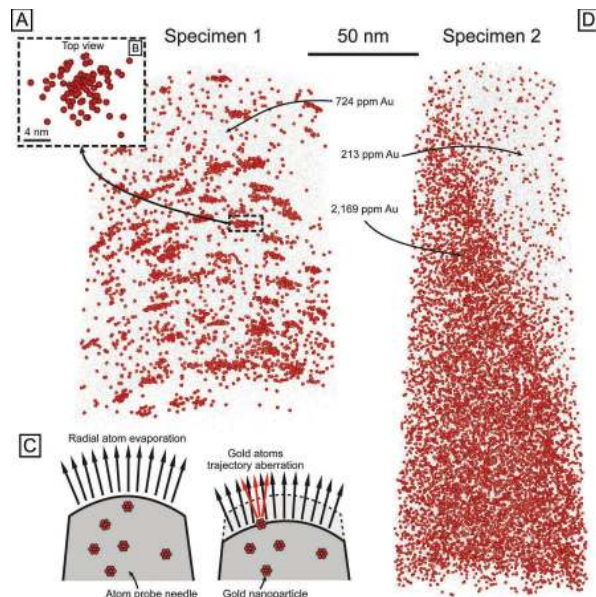 A
Top view
B
4 nm
Specimen 1
50 nm
Specimen 2
D
724 ppm Au
213 ppm Au
2,169 ppm Au
C
Radial atom evaporation
Gold atoms
trajectory aberration
Atom probe needle
Gold nanoparticle